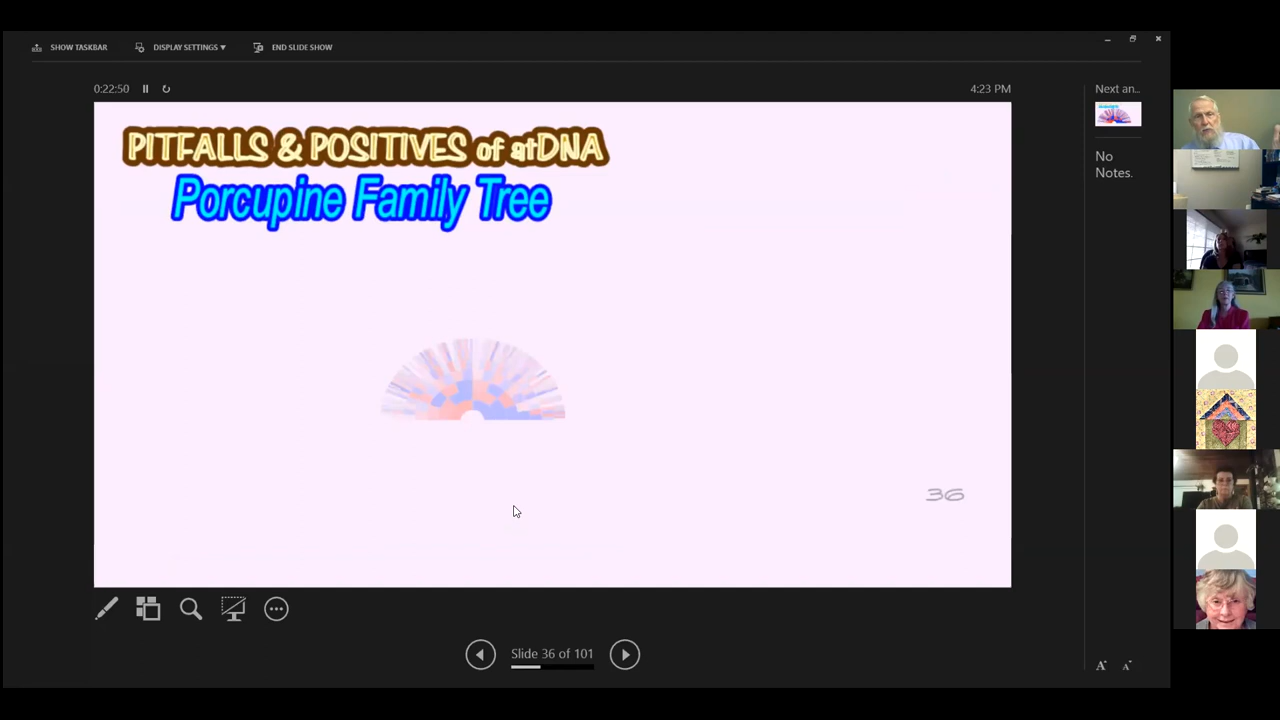 SHOW TASKBAR
DISPLAY SETTINGS ▾
END SLIDE SHOW
0:22:50
4:23 PM
Next an...
PITFALLS & POSITIVES of atDNA
Porcupine Family Tree
No
Notes.
36
Slide 36 of 101
A A